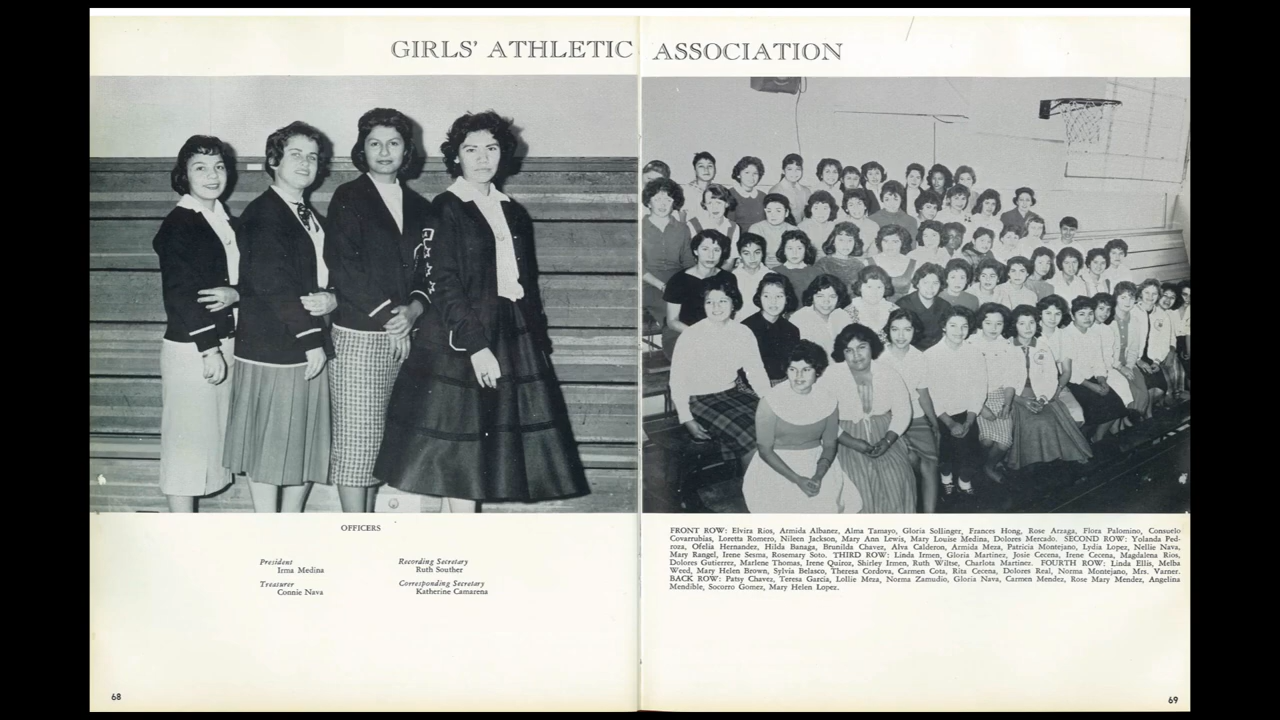 GIRLS' ATHLETIC ASSOCIATION
OFFICERS
President
Irma Medina
Treasurer
Connie Nava
Recording Secretary
Ruth Souther
Corresponding Secretary
Katherine Camarena
68
FRONT ROW: Elvira Rios, Armida Albanez, Alma Tamayo, Gloria Sollinger, Frances Hong, Rose Arzaga, Flora Palomino, Consuelo
Covarrubias, Loretta Romero, Nileen Jackson, Mary Ann Lewis, Mary Louise Medina, Dolores Mercado. SECOND ROW: Yolanda Ped-
roza, Ofelia Hernandez, Hilda Banaga, Brunilda Chavez, Alva Calderon, Armida Meza, Patricia Montejano, Lydia Lopez, Nellie Nava,
Mary Rangel, Irene Sesma, Rosemary Soto. THIRD ROW: Linda Irmen, Gloria Martinez, Josie Cecena, Irene Cecena, Magdalena Rios,
Dolores Gutierrez, Marlene Thomas, Irene Quiroz, Shirley Irmen, Ruth Wiltse, Charlota Martinez. FOURTH ROW: Linda Ellis, Melba
Weed, Mary Helen Brown, Sylvia Belasco, Theresa Cordova, Carmen Cota, Rita Cecena, Dolores Real, Norma Montejano, Mrs. Varner.
BACK ROW: Patsy Chavez, Teresa Garcia, Lollie Meza, Norma Zamudio, Gloria Nava, Carmen Mendez, Rose Mary Mendez, Angelina
Mendible, Socorro Gomez, Mary Helen Lopez.
69